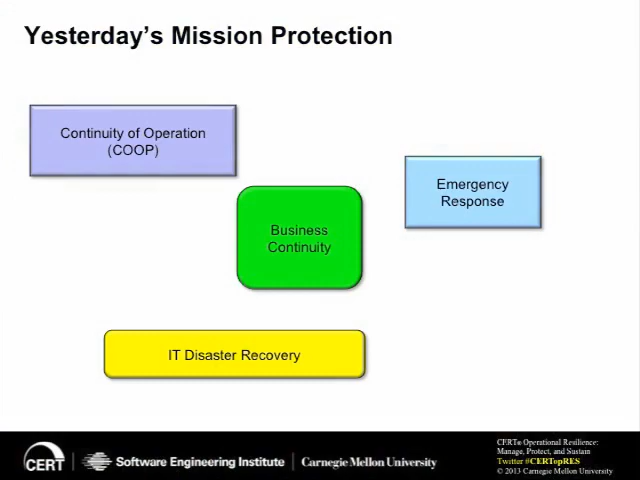 Yesterday's Mission Protection
Continuity of Operation
(COOP)
Emergency
Response
Business
Continuity
IT Disaster Recovery
CERT
Software Engineering Institute
Carnegie Mellon University
CERT® Operational Resilience:
Manage, Protect, and Sustain
Twitter #CERTopRES
© 2013 Carnegie Mellon University